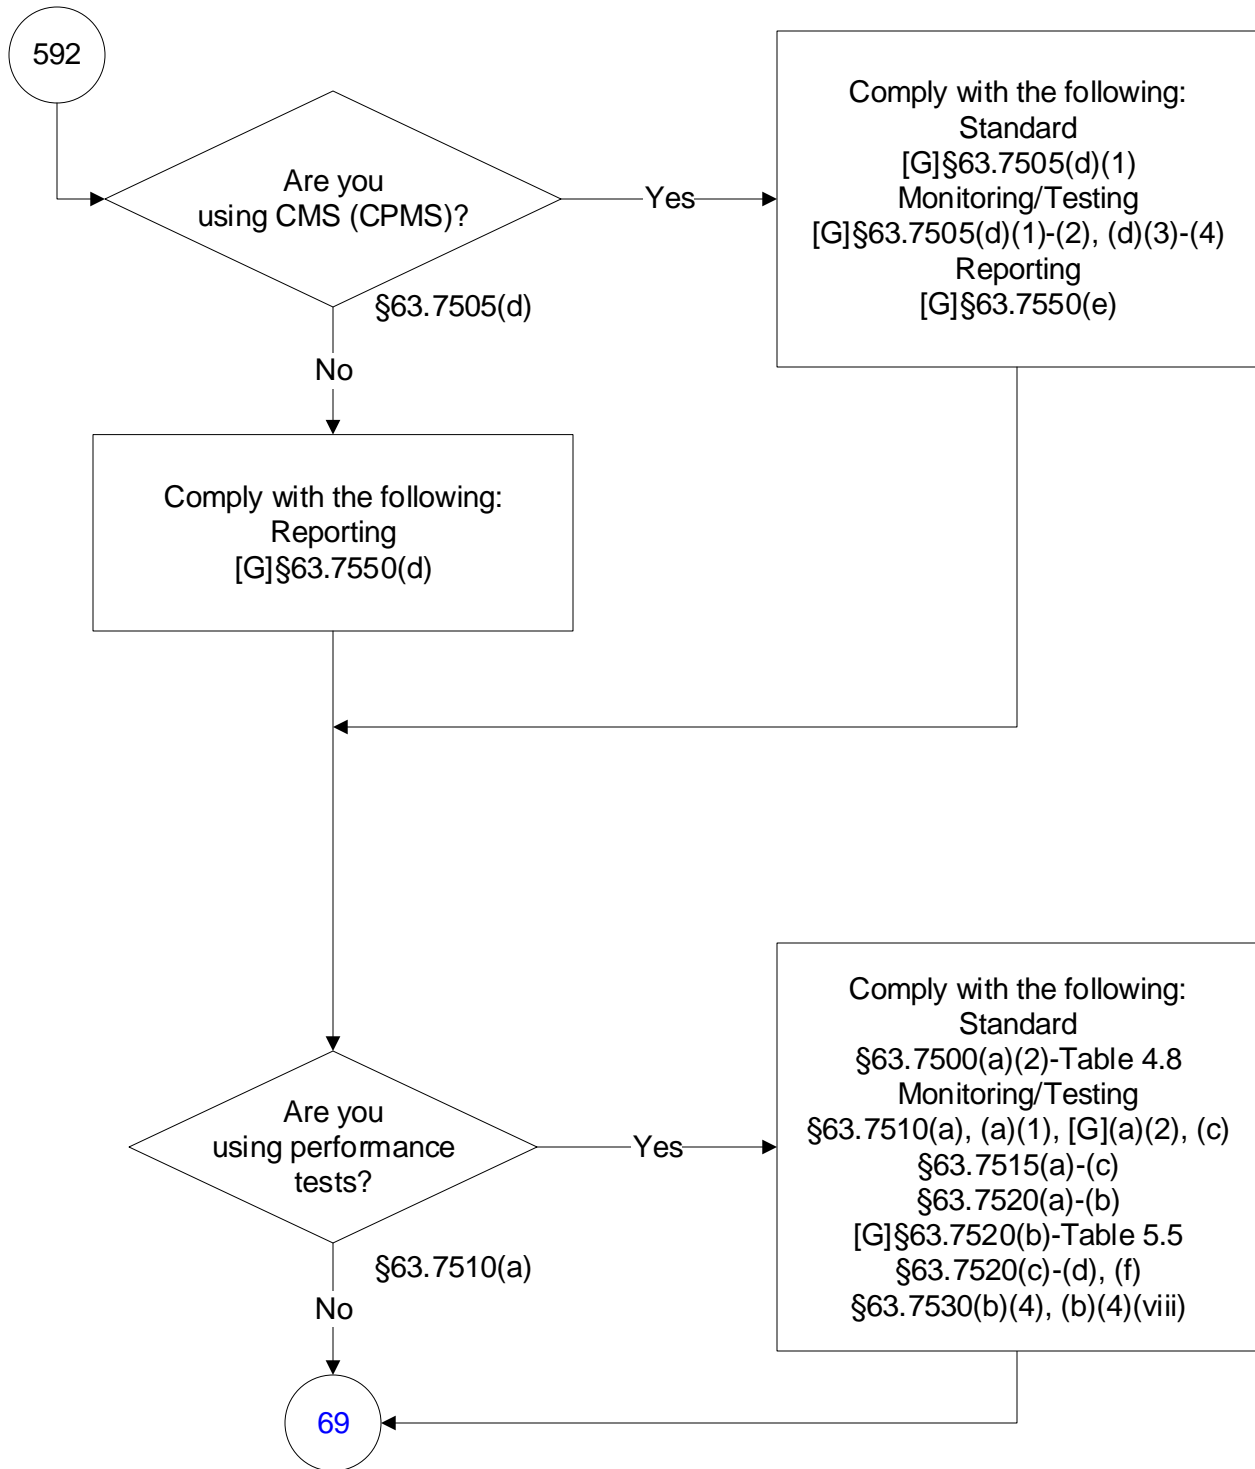 592
Are you
using CMS (CPMS)?
§63.7505(d)
Yes
Comply with the following:
Standard
[G]§63.7505(d)(1)
Monitoring/Testing
[G]§63.7505(d)(1)-(2), (d)(3)-(4)
Reporting
[G]§63.7550(e)
No
Comply with the following:
Reporting
[G]§63.7550(d)
Are you
using performance
tests?
§63.7510(a)
Yes
Comply with the following:
Standard
§63.7500(a)(2)-Table 4.8
Monitoring/Testing
§63.7510(a), (a)(1), [G](a)(2), (c)
§63.7515(a)-(c)
§63.7520(a)-(b)
[G]§63.7520(b)-Table 5.5
§63.7520(c)-(d), (f)
§63.7530(b)(4), (b)(4)(viii)
No
69